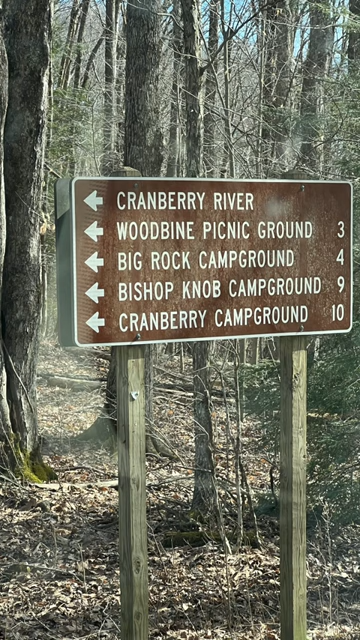 ← CRANBERRY RIVER
← WOODBINE PICNIC GROUND 3
← BIG ROCK CAMPGROUND 4
← BISHOP KNOB CAMPGROUND 9
← CRANBERRY CAMPGROUND 10